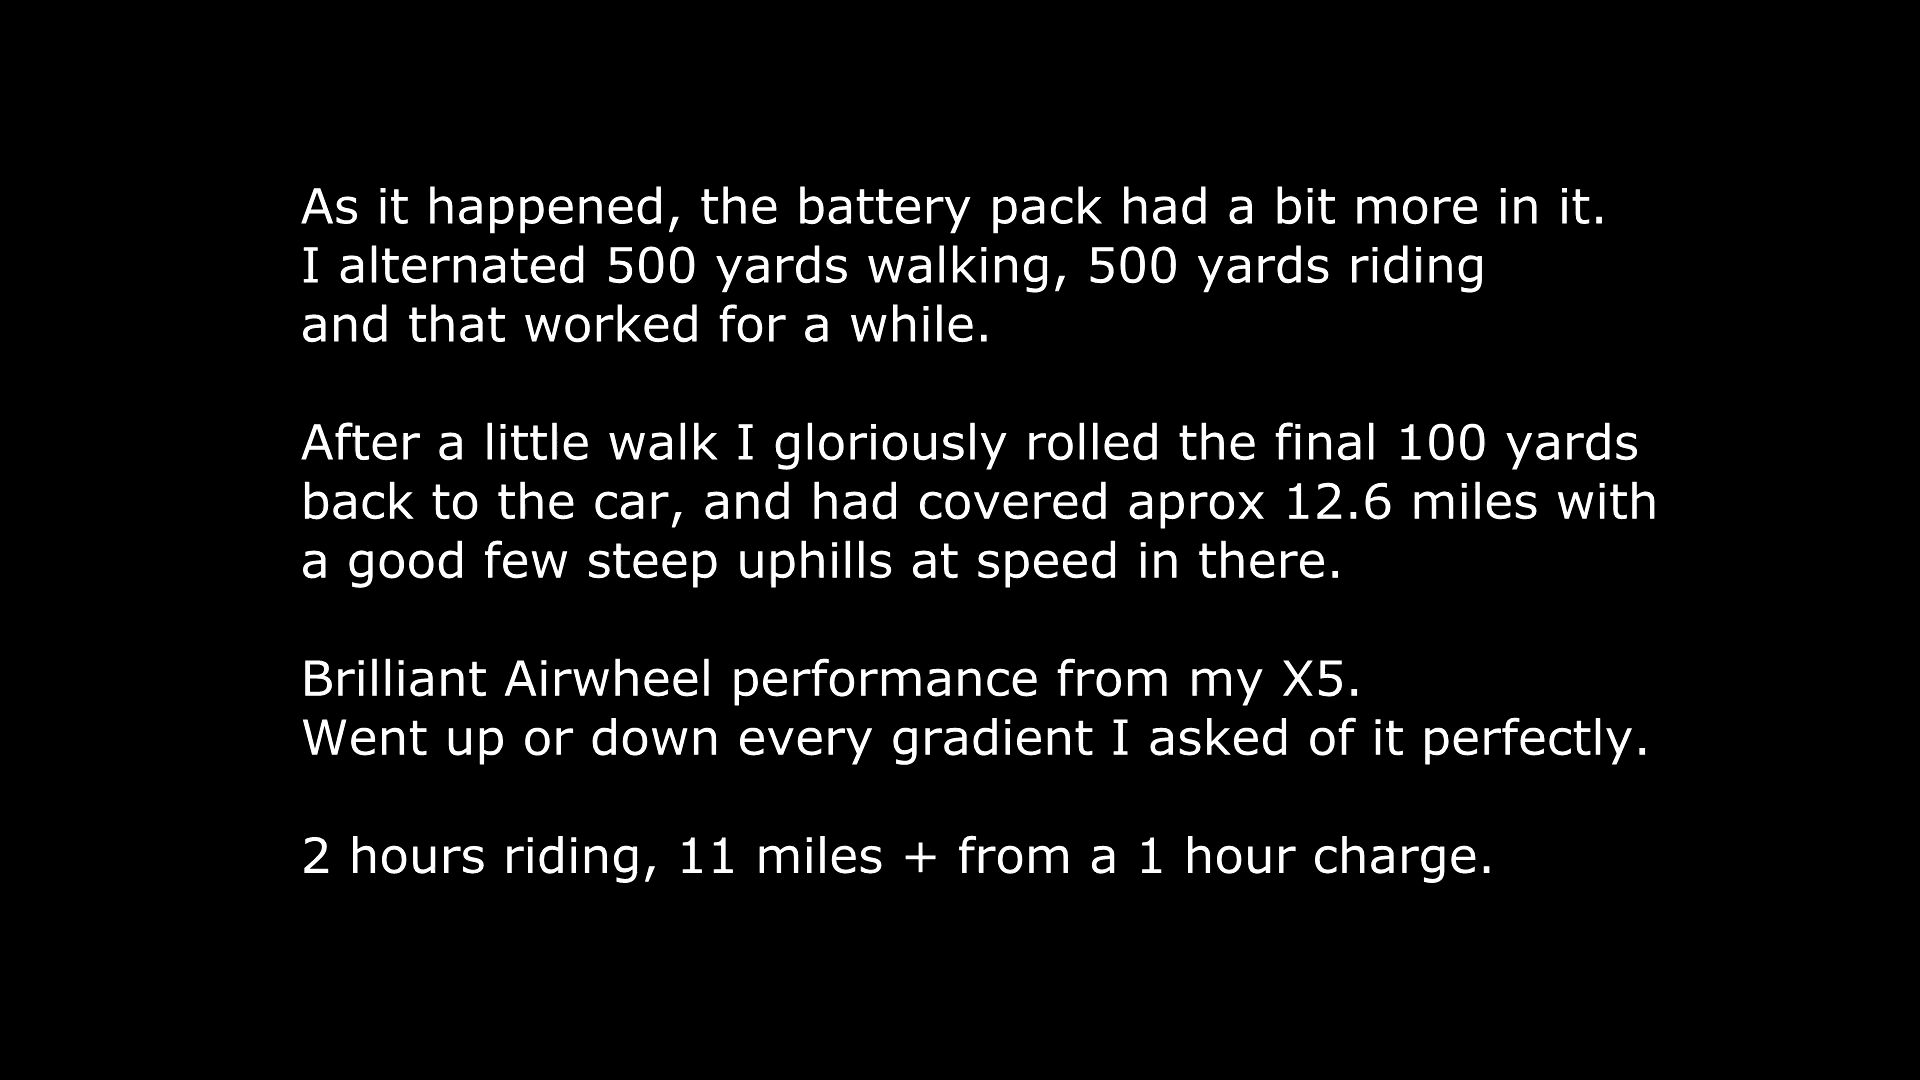 As it happened, the battery pack had a bit more in it.
I alternated 500 yards walking, 500 yards riding
and that worked for a while.
After a little walk I gloriously rolled the final 100 yards
back to the car, and had covered aprox 12.6 miles with
a good few steep uphills at speed in there.
Brilliant Airwheel performance from my X5.
Went up or down every gradient I asked of it perfectly.
2 hours riding, 11 miles + from a 1 hour charge.